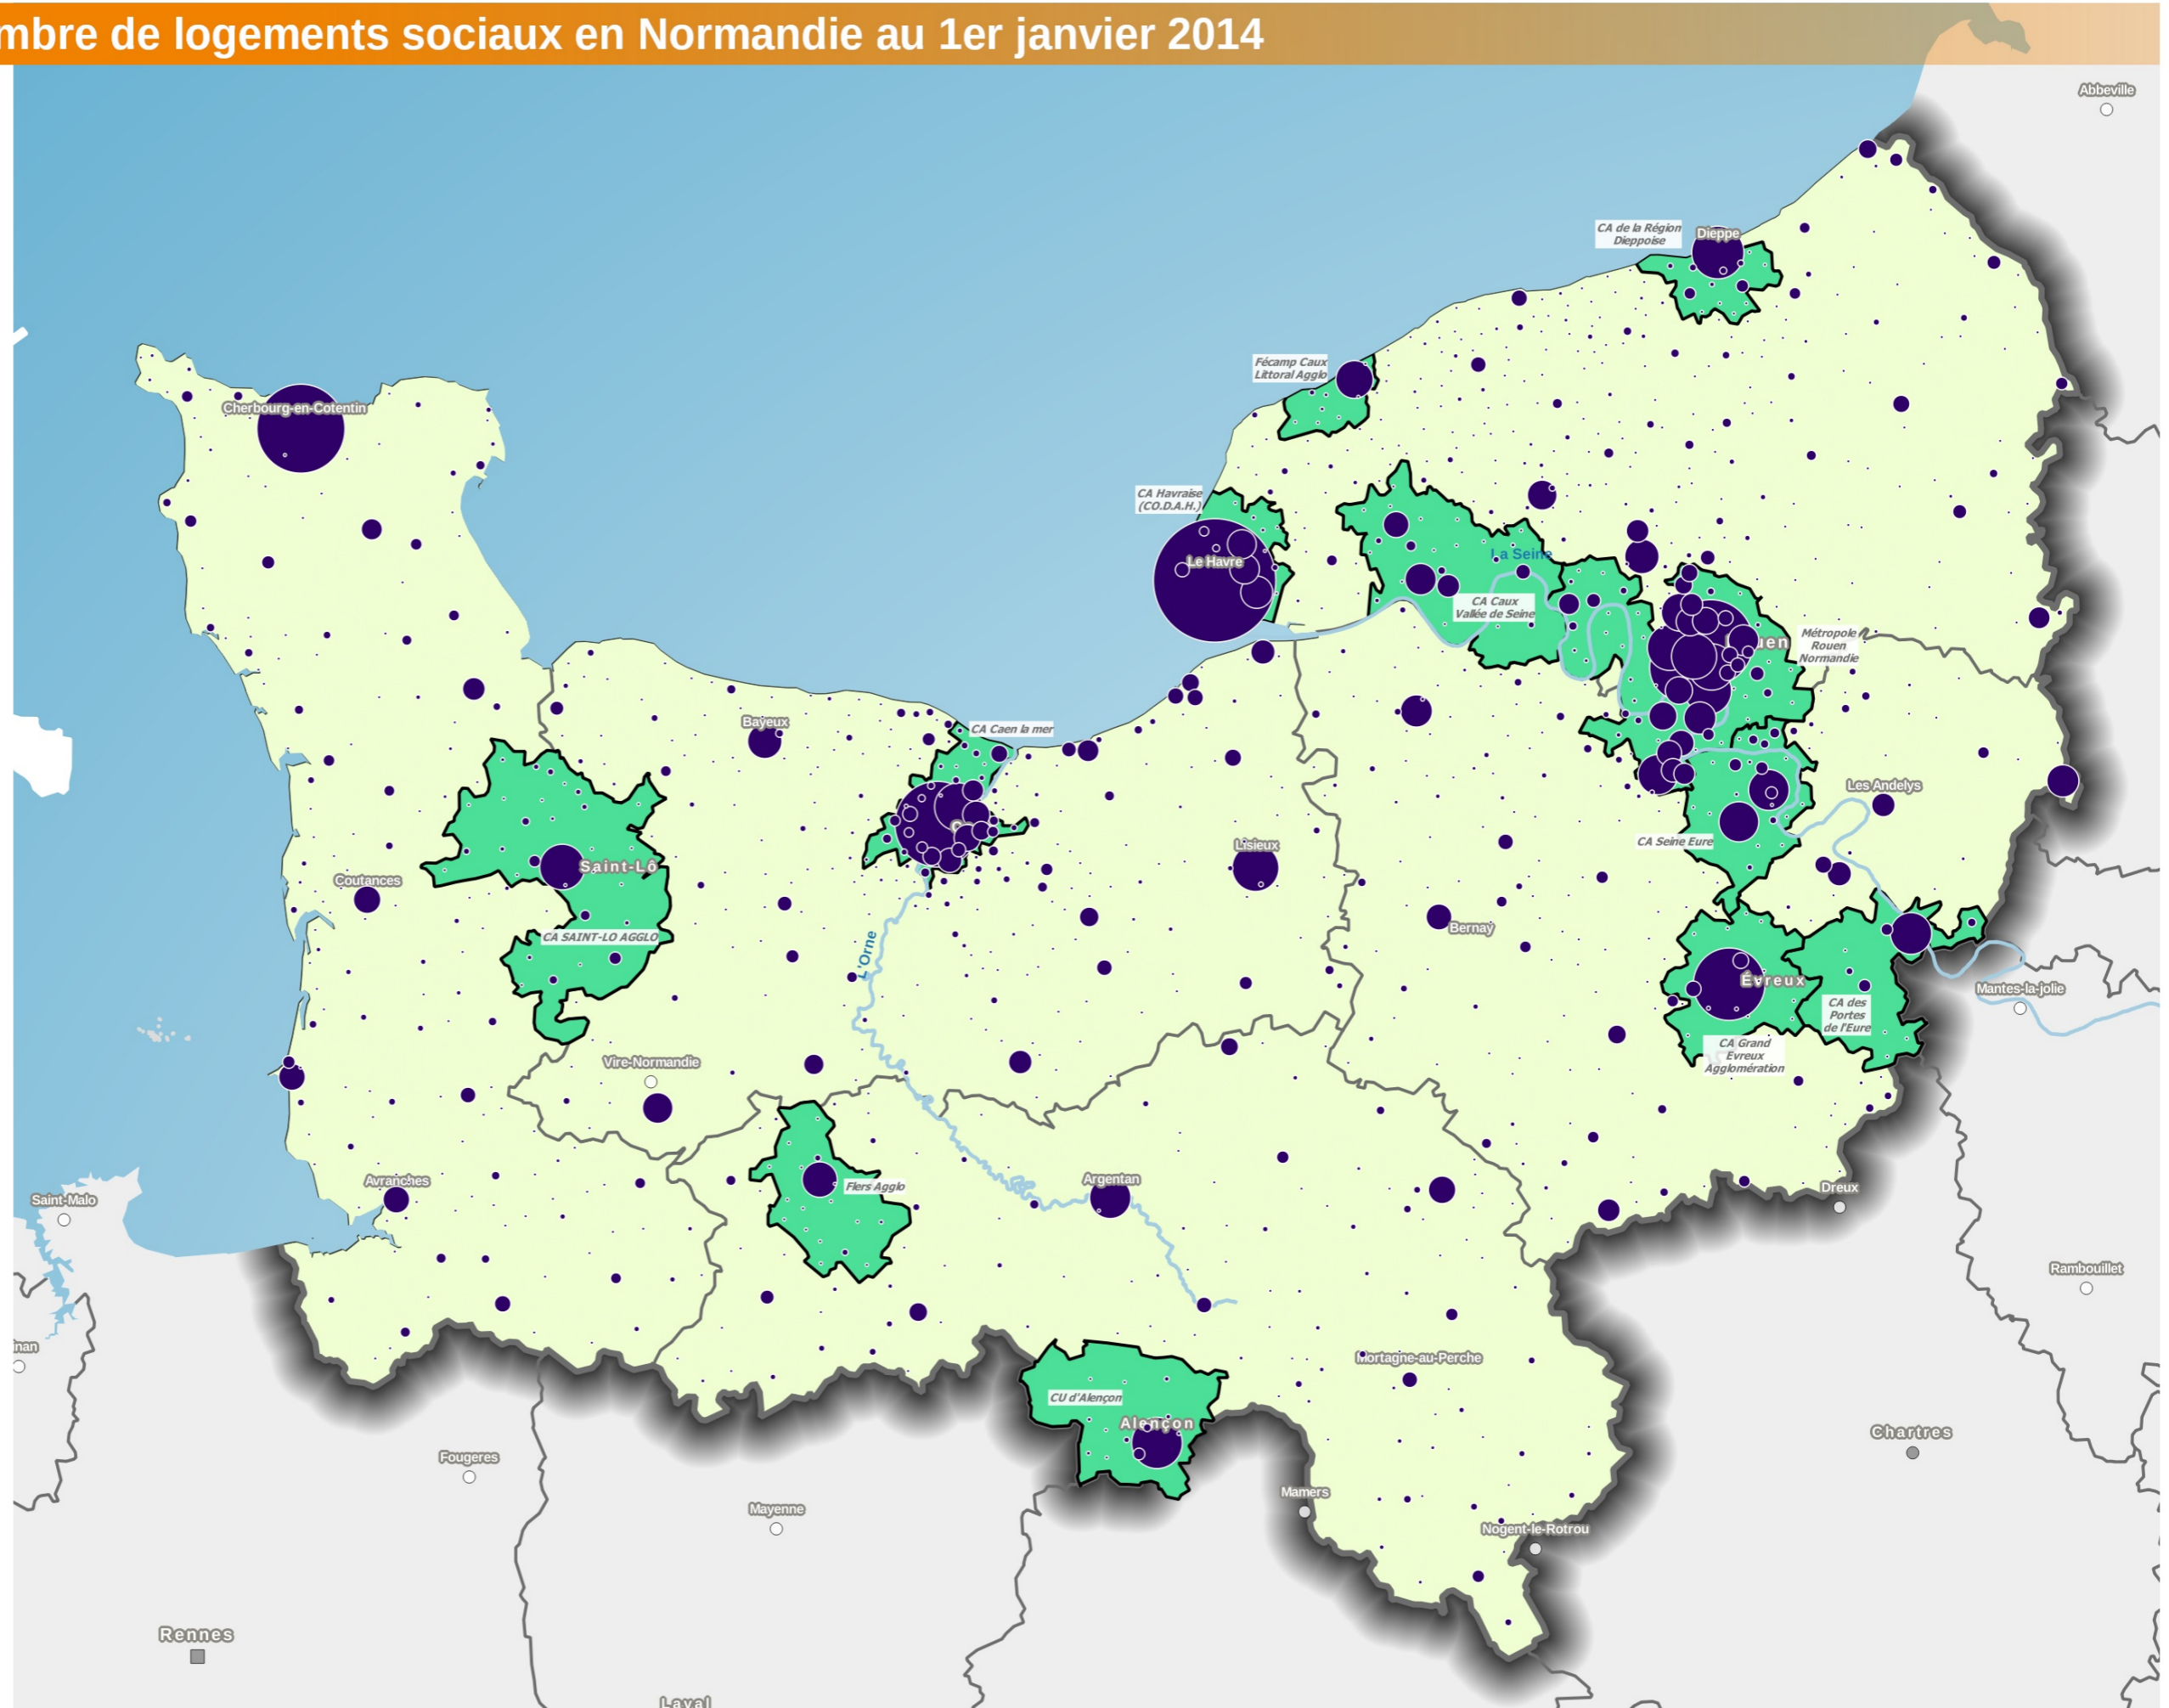 mbre de logements sociaux en Normandie au 1er janvier 2014
Abbeville
CA de la Région
Dieppoise
Dieppe
Fécamp Caux
Littoral Agglo
Cherbourg-en-Cotentin
CA Havraise
(CO.D.A.H.)
Le Havre
La Seine
CA Caux
Vallée de Seine
uen
Métropole
Rouen
Normandie
Bayeux
CA Caen la mer
Les Andelys
CA Seine Eure
Lisieux
Saint-Lô
Coutances
Bernay
CA SAINT-LO AGGLO
L'Orne
Évreux
Mantes-la-jolie
CA des
Portes
de l'Eure
CA Grand
Evreux
Agglomération
Vire-Normandie
Avranches
Flers Agglo
Argentan
Dreux
Saint-Malo
Rambouillet
inan
Mortagne-au-Perche
CU d'Alençon
Alençon
Chartres
Fougeres
Mamers
Mayenne
Nogent-le-Rotrou
Rennes
Laval